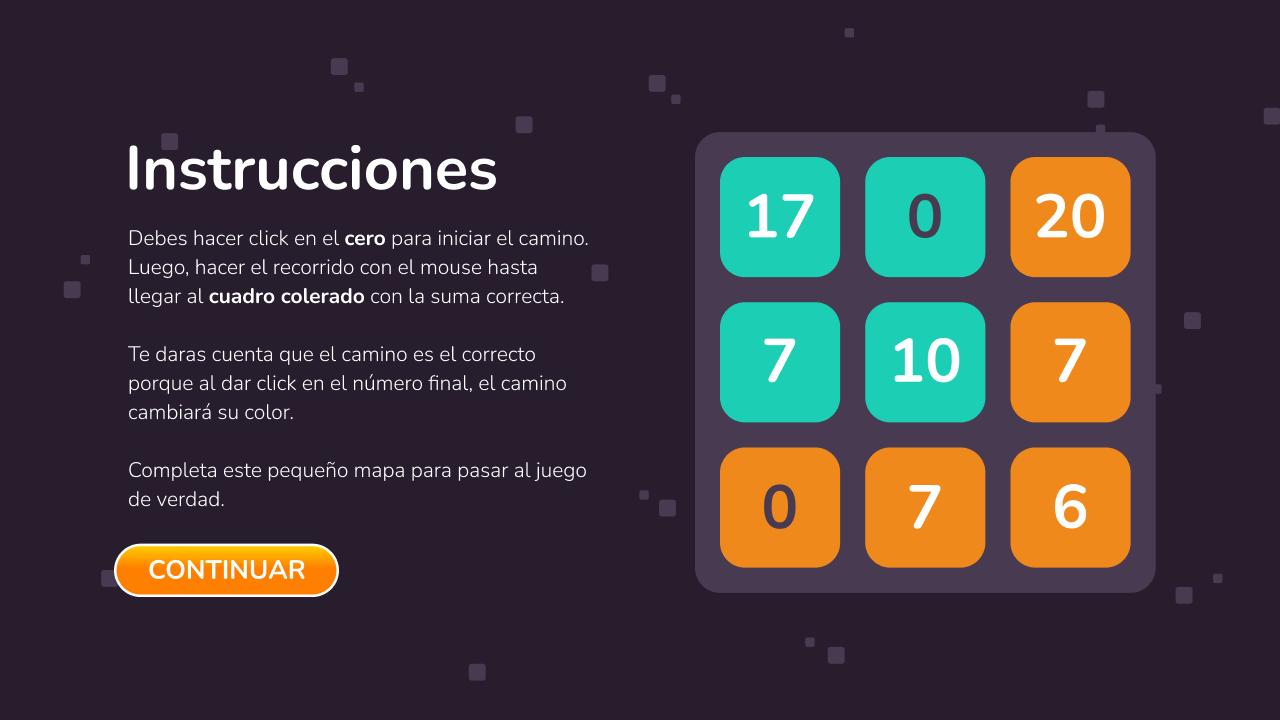 Instrucciones
Debes hacer click en el cero para iniciar el camino.
Luego, hacer el recorrido con el mouse hasta
llegar al cuadro colerado con la suma correcta.
Te daras cuenta que el camino es el correcto
porque al dar click en el número final, el camino
cambiará su color.
Completa este pequeño mapa para pasar al juego
de verdad.
CONTINUAR
17 0 20
7 10 7
0 7 6